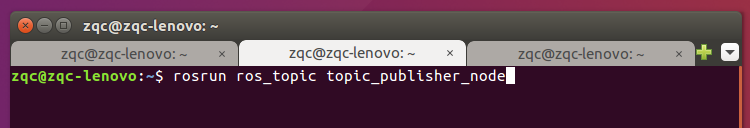 zqc@zqc-lenovo: ~
zqc@zqc-lenovo: ~ × zqc@zqc-lenovo: ~ × zqc@zqc-lenovo: ~ ×
zqc@zqc-lenovo:~$ rosrun ros_topic topic_publisher_node